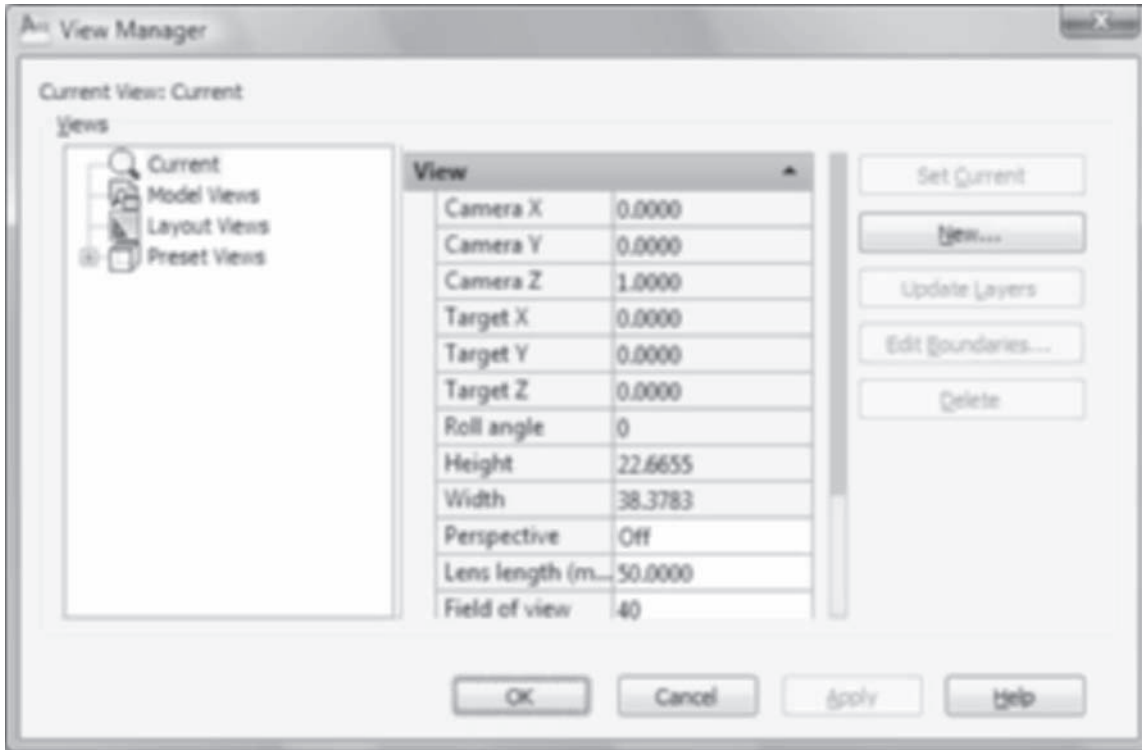 View Manager
Current View: Current
Views
Current
Model Views
Layout Views
Preset Views
View
Camera X 0.0000
Camera Y 0.0000
Camera Z 1.0000
Target X 0.0000
Target Y 0.0000
Target Z 0.0000
Roll angle 0
Height 22.6655
Width 38.3783
Perspective Off
Lens length (m... 50.0000
Field of view 40
Set Current
New...
Update Layers
Edit Boundaries...
Delete
OK Cancel Apply Help